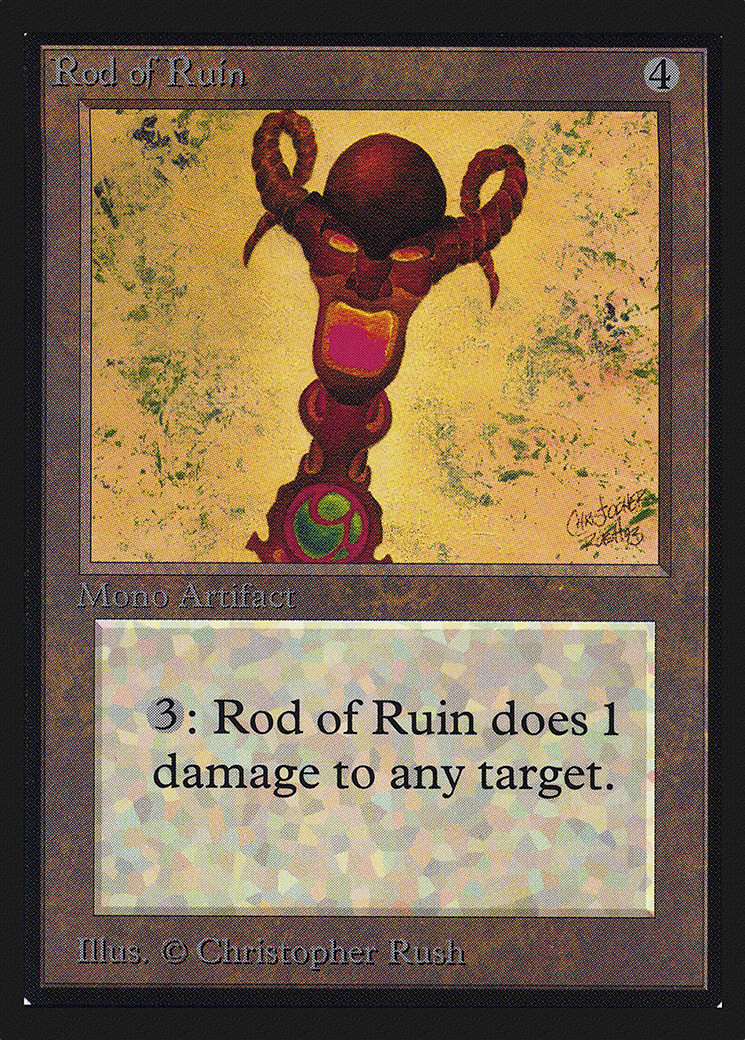 Rod of Ruin
4
Mono Artifact
3: Rod of Ruin does 1
damage to any target.
Illus. © Christopher Rush